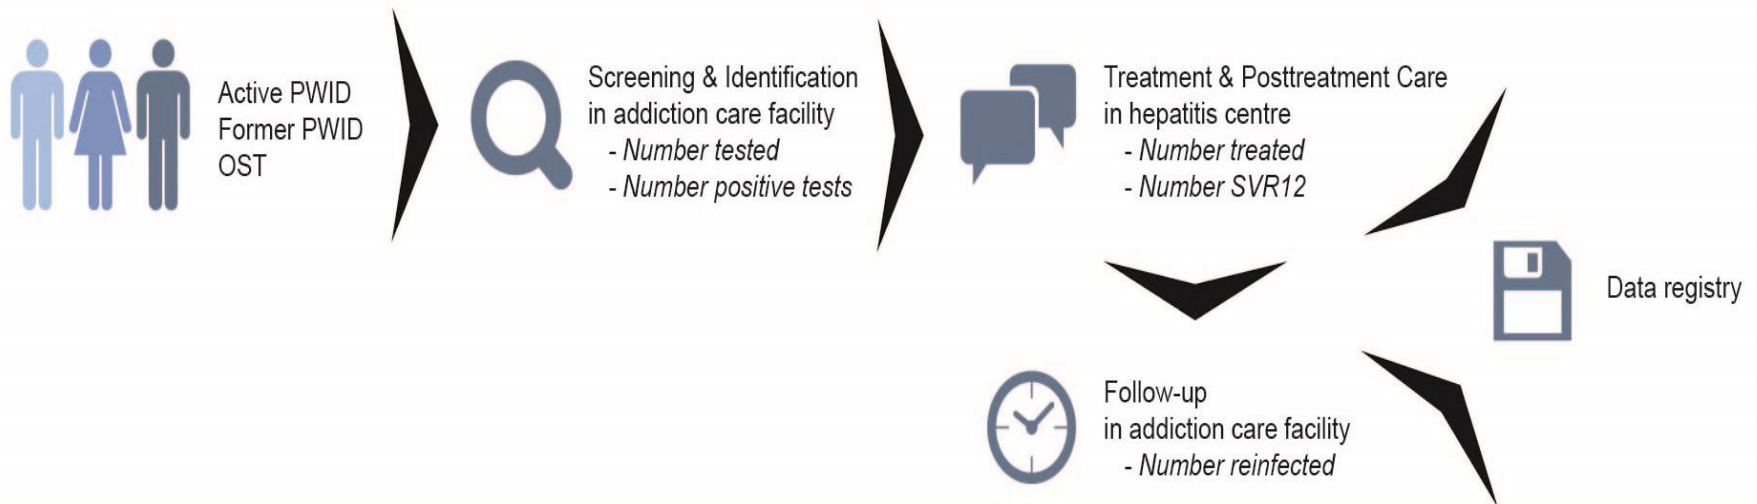 Active PWID
Former PWID
OST
Screening & Identification
in addiction care facility
- Number tested
- Number positive tests
Treatment & Posttreatment Care
in hepatitis centre
- Number treated
- Number SVR12
Data registry
Follow-up
in addiction care facility
- Number reinfected